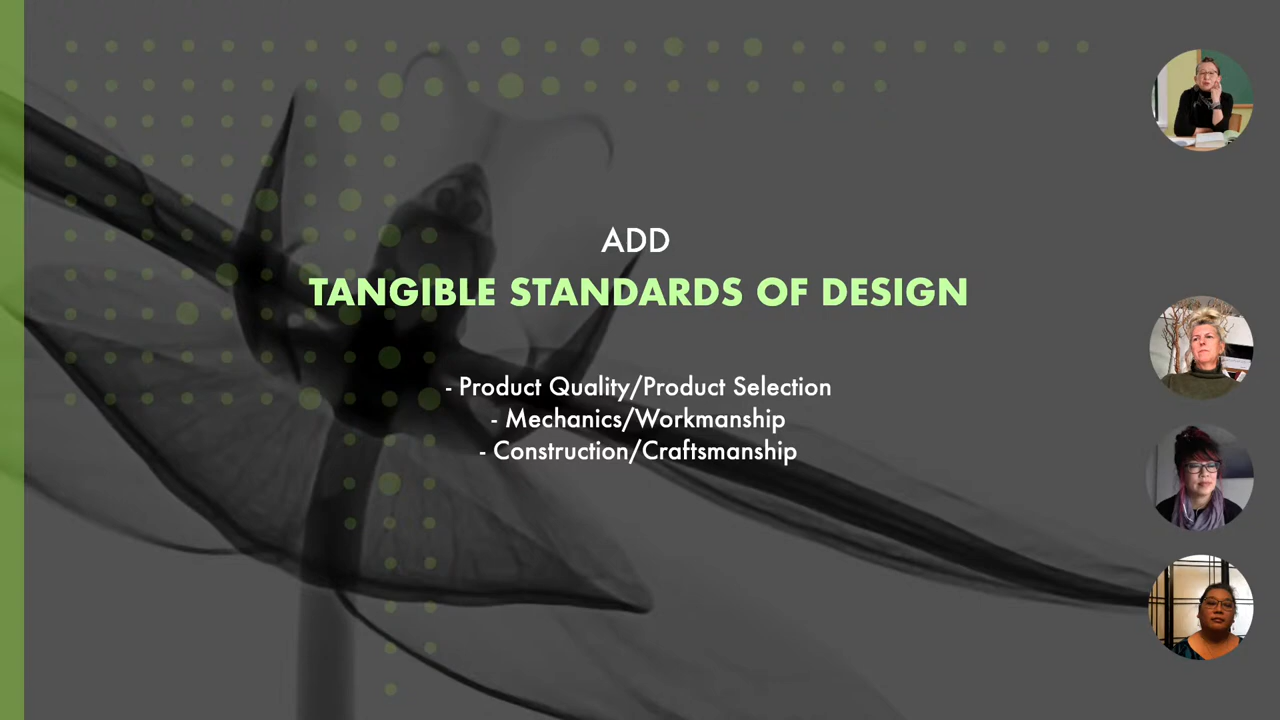 ADD
TANGIBLE STANDARDS OF DESIGN
- Product Quality/Product Selection
- Mechanics/Workmanship
- Construction/Craftsmanship